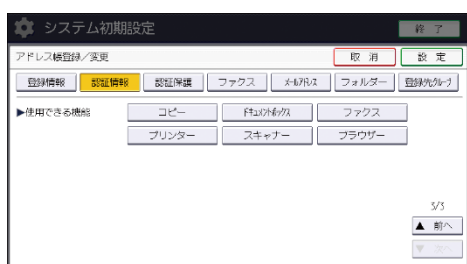 システム初期設定
終 了
アドレス帳登録／変更
取 消
設 定
登録情報
認証情報
認証保護
ファクス
ﾒｰﾙｱﾄﾞﾚｽ
フォルダー
登録先ｸﾞﾙｰﾌﾟ
▶使用できる機能
コピー
ﾄﾞｷｭﾒﾝﾄﾎﾞｯｸｽ
ファクス
プリンター
スキャナー
ブラウザー
3/3
▲ 前へ
▼ 次へ